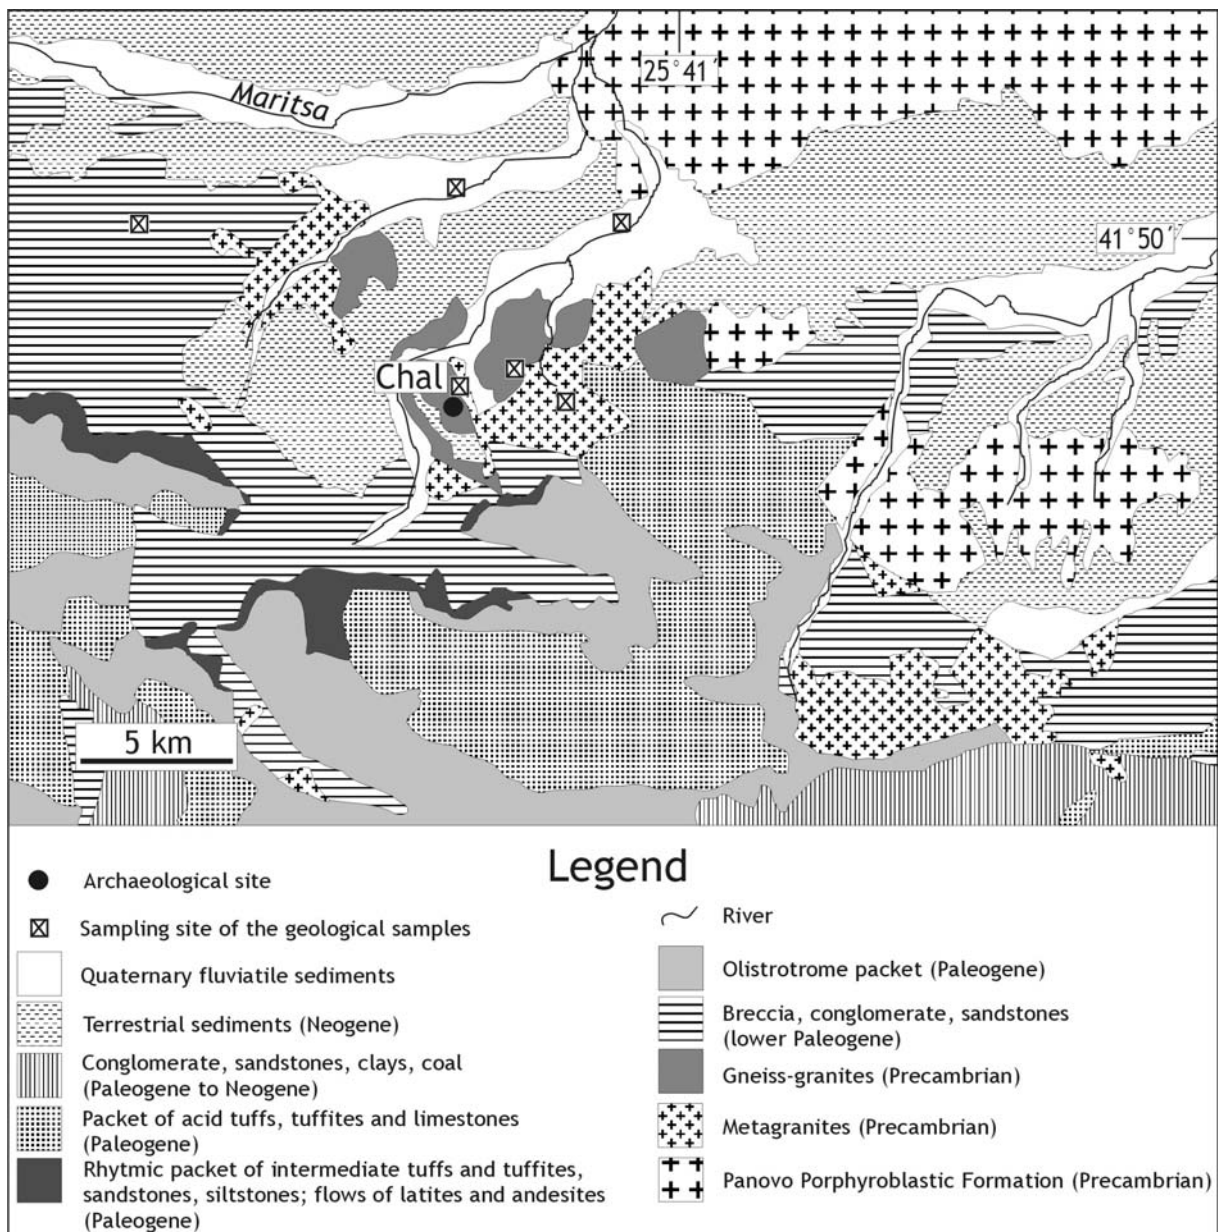 25°41´
Maritsa
41°50´
Chal
5 km
Legend
Archaeological site
Sampling site of the geological samples
Quaternary fluviatile sediments
Terrestrial sediments (Neogene)
Conglomerate, sandstones, clays, coal
(Paleogene to Neogene)
Packet of acid tuffs, tuffites and limestones
(Paleogene)
Rhytmic packet of intermediate tuffs and tuffites,
sandstones, siltstones; flows of latites and andesites
(Paleogene)
River
Olistrotrome packet (Paleogene)
Breccia, conglomerate, sandstones
(lower Paleogene)
Gneiss-granites (Precambrian)
Metagranites (Precambrian)
Panovo Porphyroblastic Formation (Precambrian)